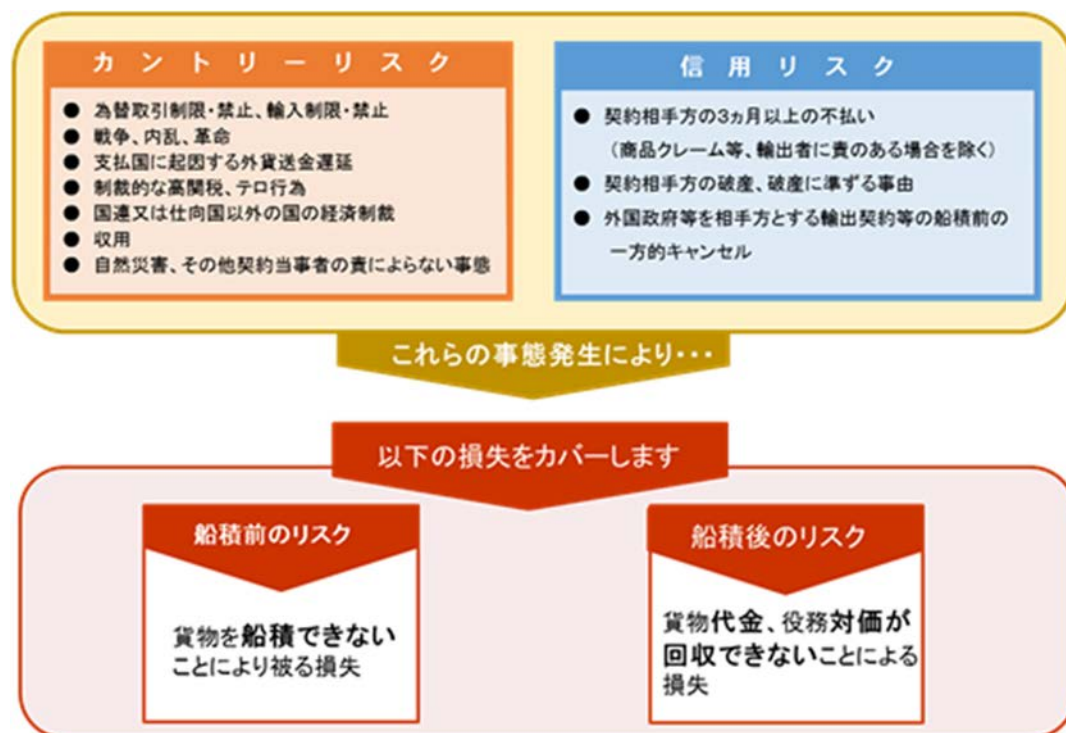 カントリーリスク
● 為替取引制限・禁止、輸入制限・禁止
● 戦争、内乱、革命
● 支払国に起因する外貨送金遅延
● 制裁的な高関税、テロ行為
● 国連又は仕向国以外の国の経済制裁
● 収用
● 自然災害、その他契約当事者の責によらない事態
信用リスク
● 契約相手方の3ヵ月以上の不払い
（商品クレーム等、輸出者に責のある場合を除く）
● 契約相手方の破産、破産に準ずる事由
● 外国政府等を相手方とする輸出契約等の船積前の
一方的キャンセル
これらの事態発生により・・・
以下の損失をカバーします
船積前のリスク
貨物を船積できない
ことにより被る損失
船積後のリスク
貨物代金、役務対価が
回収できないことによる
損失